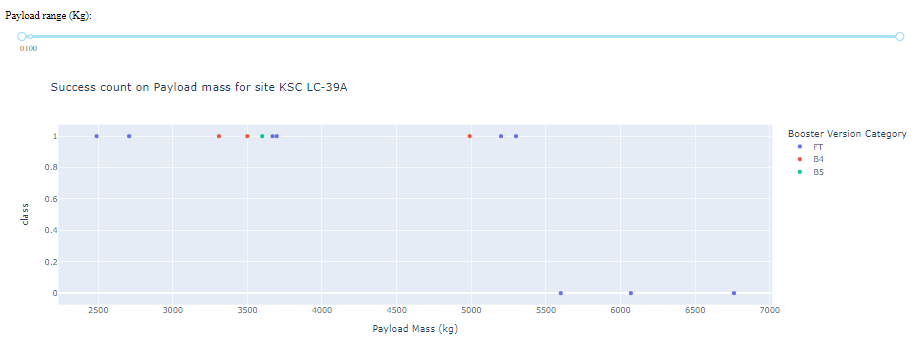 Payload range (Kg):
0100
Success count on Payload mass for site KSC LC-39A
Booster Version Category
FT
B4
B5
1
0.8
0.6
0.4
0.2
0
class
2500 3000 3500 4000 4500 5000 5500 6000 6500 7000
Payload Mass (kg)